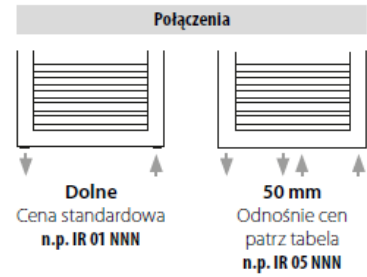 Połączenia
Dolne
Cena standardowa
n.p. IR 01 NNN
50 mm
Odnośnie cen
patrz tabela
n.p. IR 05 NNN